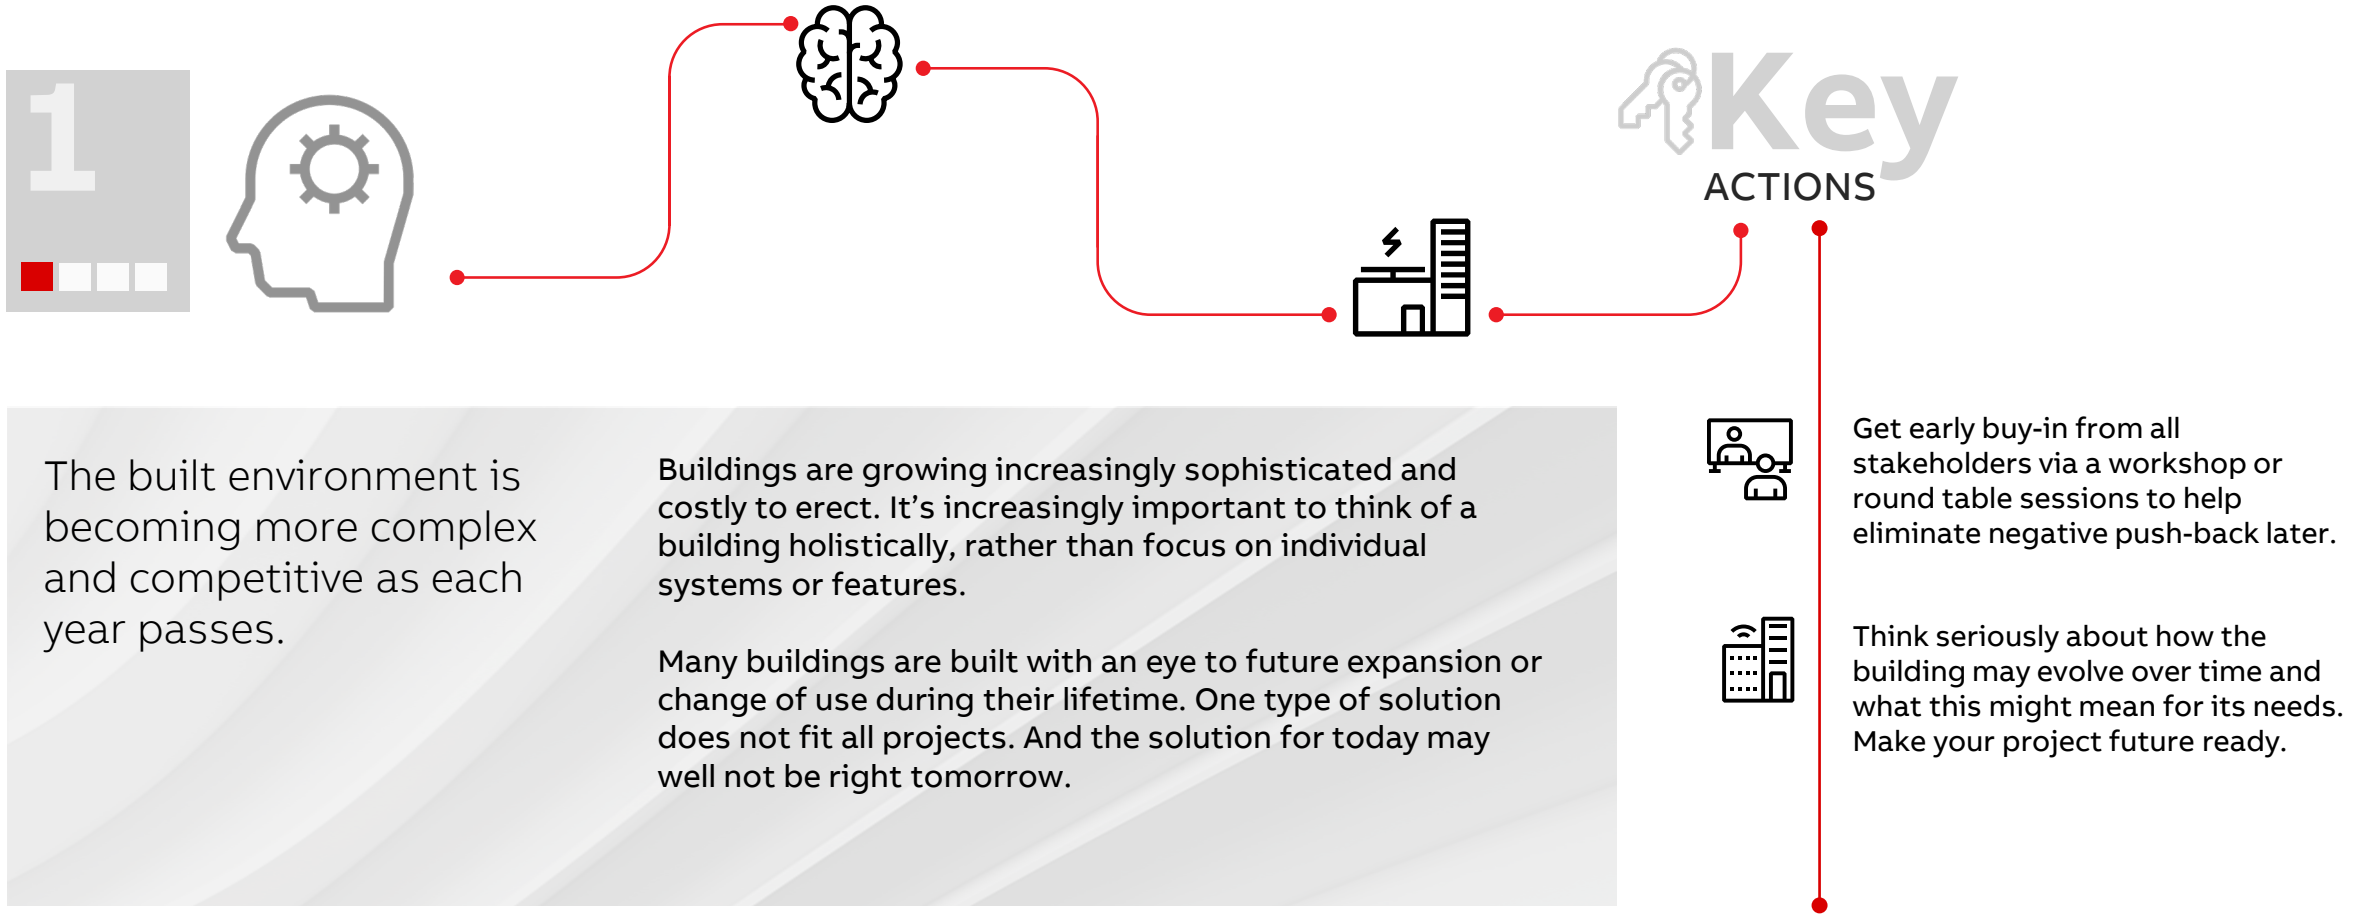 1
The built environment is
becoming more complex
and competitive as each
year passes.
Buildings are growing increasingly sophisticated and
costly to erect. It’s increasingly important to think of a
building holistically, rather than focus on individual
systems or features.
Many buildings are built with an eye to future expansion or
change of use during their lifetime. One type of solution
does not fit all projects. And the solution for today may
well not be right tomorrow.
Key
ACTIONS
Get early buy-in from all
stakeholders via a workshop or
round table sessions to help
eliminate negative push-back later.
Think seriously about how the
building may evolve over time and
what this might mean for its needs.
Make your project future ready.